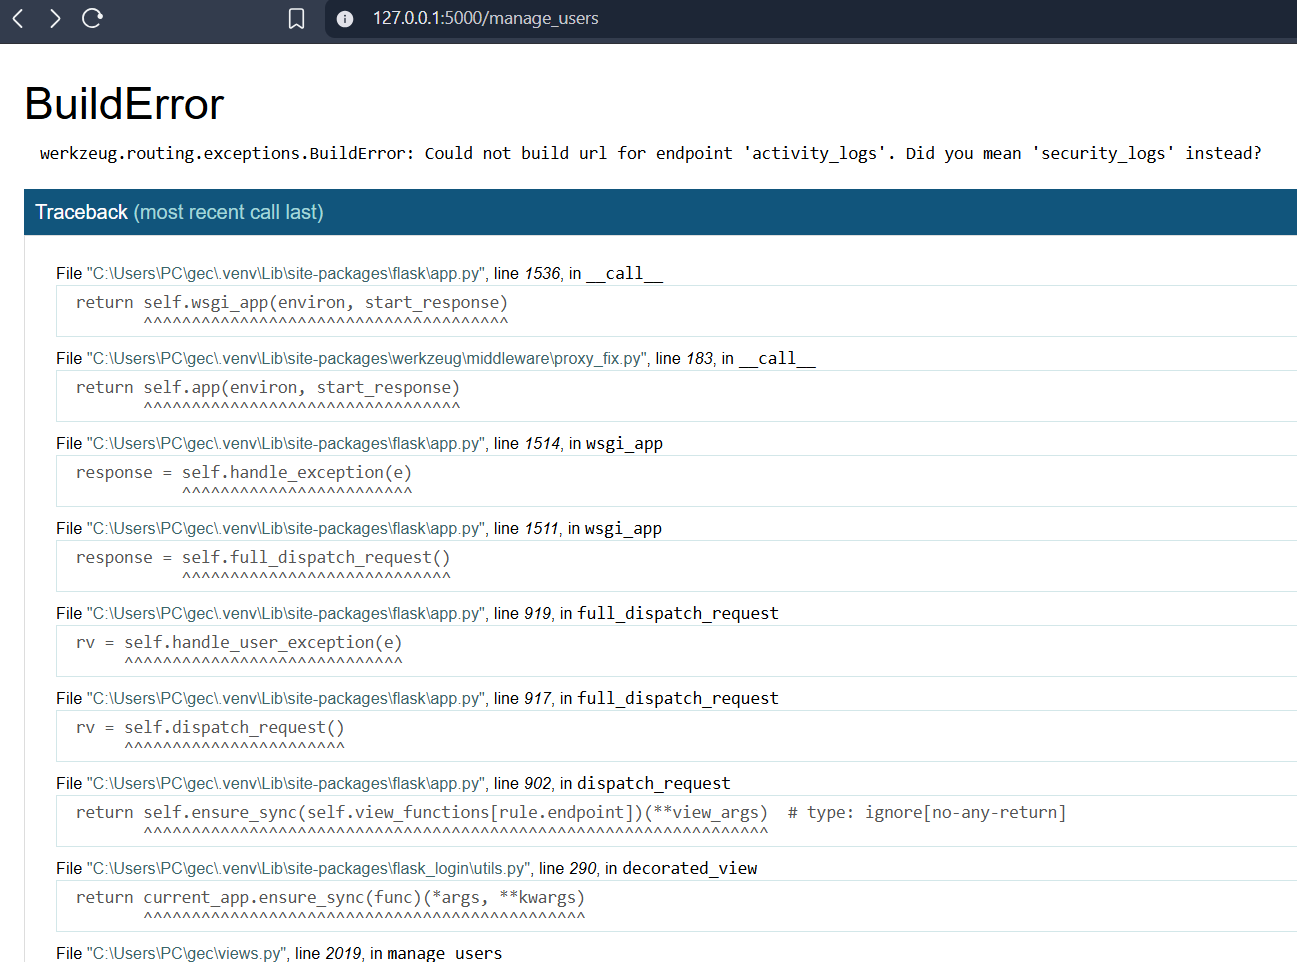 127.0.0.1:5000/manage_users
BuildError
werkzeug.routing.exceptions.BuildError: Could not build url for endpoint 'activity_logs'. Did you mean 'security_logs' instead?
Traceback (most recent call last)
File "C:\Users\PC\gec\.venv\Lib\site-packages\flask\app.py", line 1536, in __call__
return self.wsgi_app(environ, start_response)
^^^^^^^^^^^^^^^^^^^^^^^^^^^^^^^^^^^^^^
File "C:\Users\PC\gec\.venv\Lib\site-packages\werkzeug\middleware\proxy_fix.py", line 183, in __call__
return self.app(environ, start_response)
^^^^^^^^^^^^^^^^^^^^^^^^^^^^^^^^^
File "C:\Users\PC\gec\.venv\Lib\site-packages\flask\app.py", line 1514, in wsgi_app
response = self.handle_exception(e)
^^^^^^^^^^^^^^^^^^^^^^^^
File "C:\Users\PC\gec\.venv\Lib\site-packages\flask\app.py", line 1511, in wsgi_app
response = self.full_dispatch_request()
^^^^^^^^^^^^^^^^^^^^^^^^^^^^
File "C:\Users\PC\gec\.venv\Lib\site-packages\flask\app.py", line 919, in full_dispatch_request
rv = self.handle_user_exception(e)
^^^^^^^^^^^^^^^^^^^^^^^^^^^^^
File "C:\Users\PC\gec\.venv\Lib\site-packages\flask\app.py", line 917, in full_dispatch_request
rv = self.dispatch_request()
^^^^^^^^^^^^^^^^^^^^^^^
File "C:\Users\PC\gec\.venv\Lib\site-packages\flask\app.py", line 902, in dispatch_request
return self.ensure_sync(self.view_functions[rule.endpoint])(**view_args)  # type: ignore[no-any-return]
^^^^^^^^^^^^^^^^^^^^^^^^^^^^^^^^^^^^^^^^^^^^^^^^^^^^^^^^^^^^^^^^^
File "C:\Users\PC\gec\.venv\Lib\site-packages\flask_login\utils.py", line 290, in decorated_view
return current_app.ensure_sync(func)(*args, **kwargs)
^^^^^^^^^^^^^^^^^^^^^^^^^^^^^^^^^^^^^^^^^^^^^^
File "C:\Users\PC\gec\views.py", line 2019, in manage_users